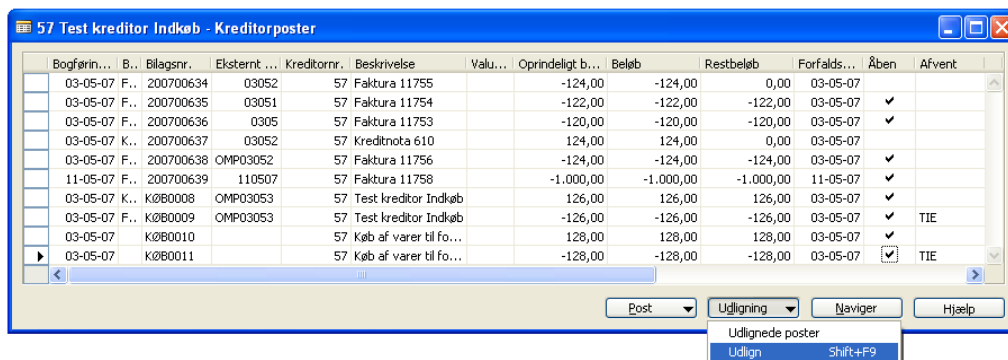 57 Test kreditor Indkøb - Kreditorposter
Bogførin... B.. Bilagsnr. Eksternt ... Kreditornr. Beskrivelse Valu... Oprindeligt b... Beløb Restbeløb Forfalds... Åben Afvent
03-05-07 F.. 200700634 03052 57 Faktura 11755 -124,00 -124,00 0,00 03-05-07
03-05-07 F.. 200700635 03051 57 Faktura 11754 -122,00 -122,00 -122,00 03-05-07 ✔
03-05-07 F.. 200700636 0305 57 Faktura 11753 -120,00 -120,00 -120,00 03-05-07 ✔
03-05-07 K.. 200700637 03052 57 Kreditnota 610 124,00 124,00 0,00 03-05-07
03-05-07 F.. 200700638 OMP03052 57 Faktura 11756 -124,00 -124,00 -124,00 03-05-07 ✔
11-05-07 F.. 200700639 110507 57 Faktura 11758 -1.000,00 -1.000,00 -1.000,00 11-05-07 ✔
03-05-07 K.. KØB0008 OMP03053 57 Test kreditor Indkøb 126,00 126,00 126,00 03-05-07 ✔
03-05-07 F.. KØB0009 OMP03053 57 Test kreditor Indkøb -126,00 -126,00 -126,00 03-05-07 ✔ TIE
03-05-07 KØB0010 57 Køb af varer til fo... 128,00 128,00 128,00 03-05-07 ✔
03-05-07 KØB0011 57 Køb af varer til fo... -128,00 -128,00 -128,00 03-05-07 ✔ TIE
Post Udligning Naviger Hjælp
Udlignede poster
Udlign Shift+F9